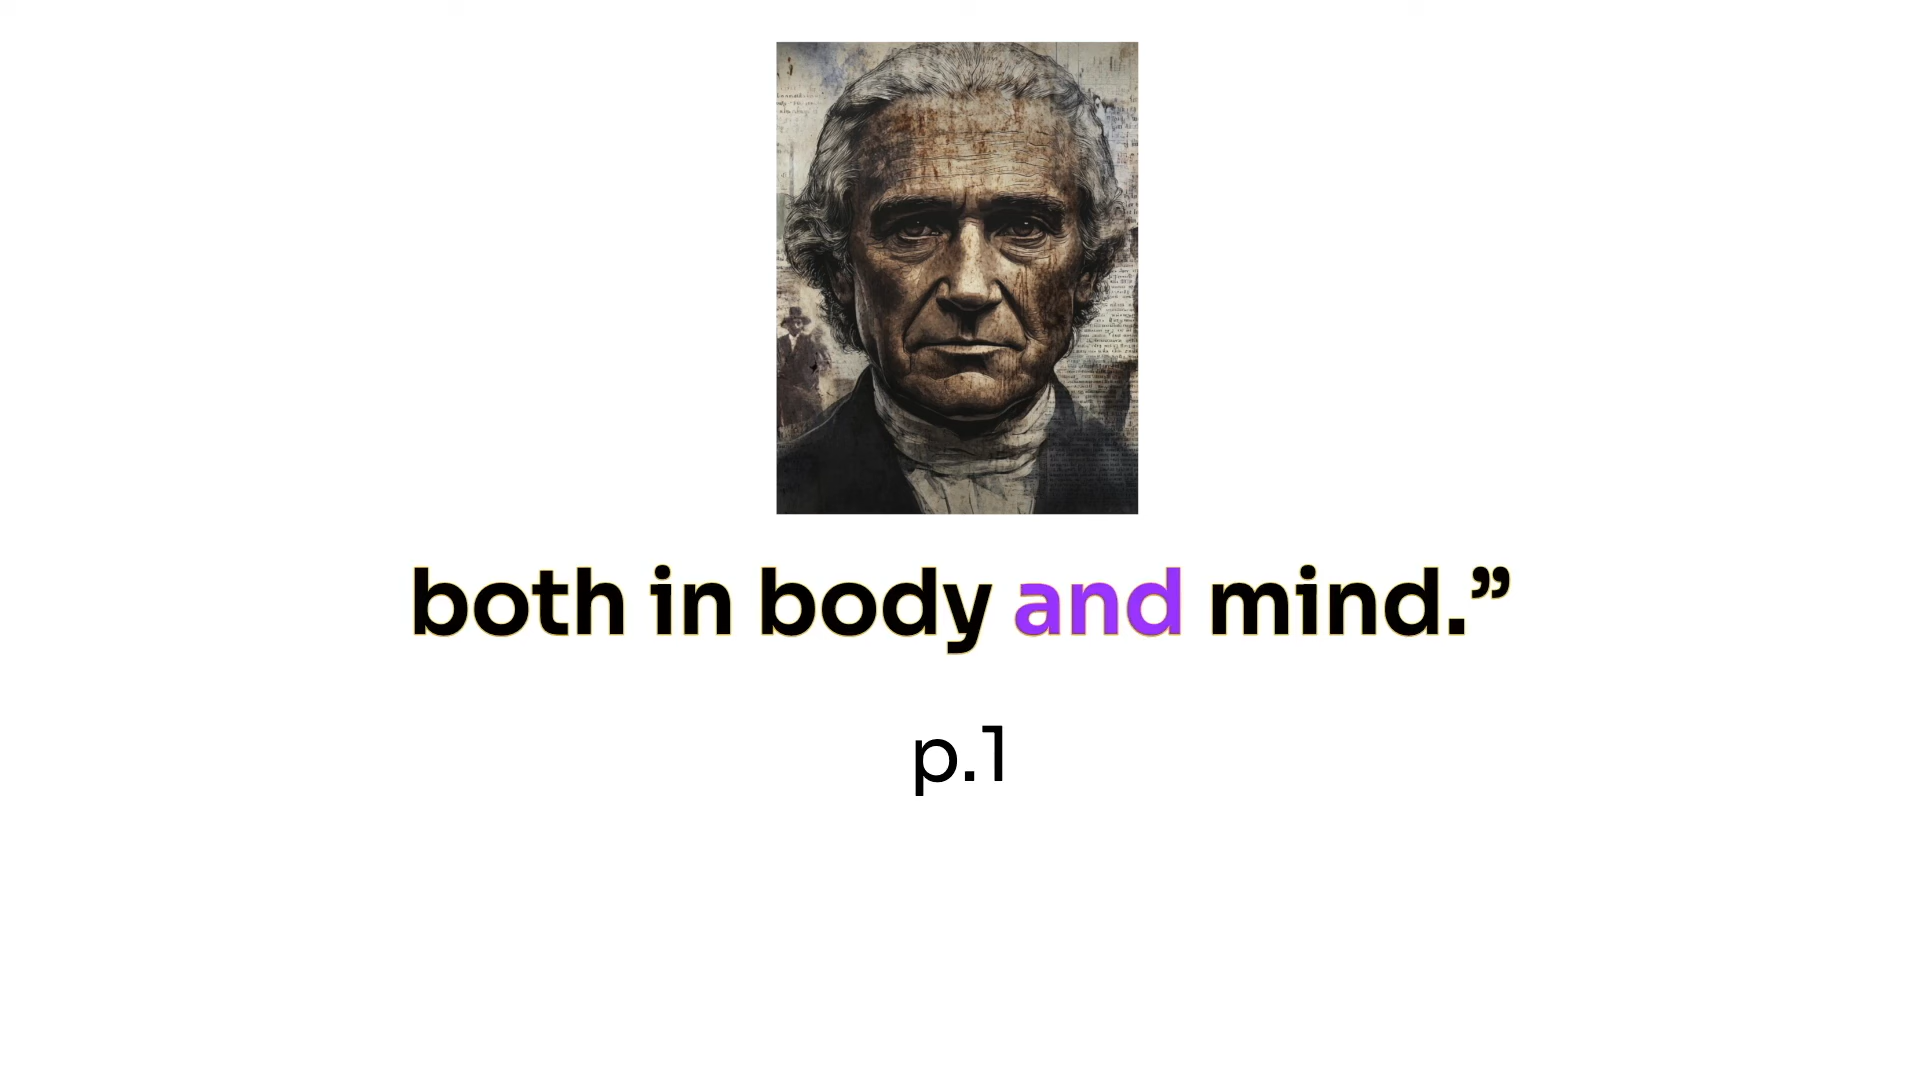 both in body and mind.”
p.1